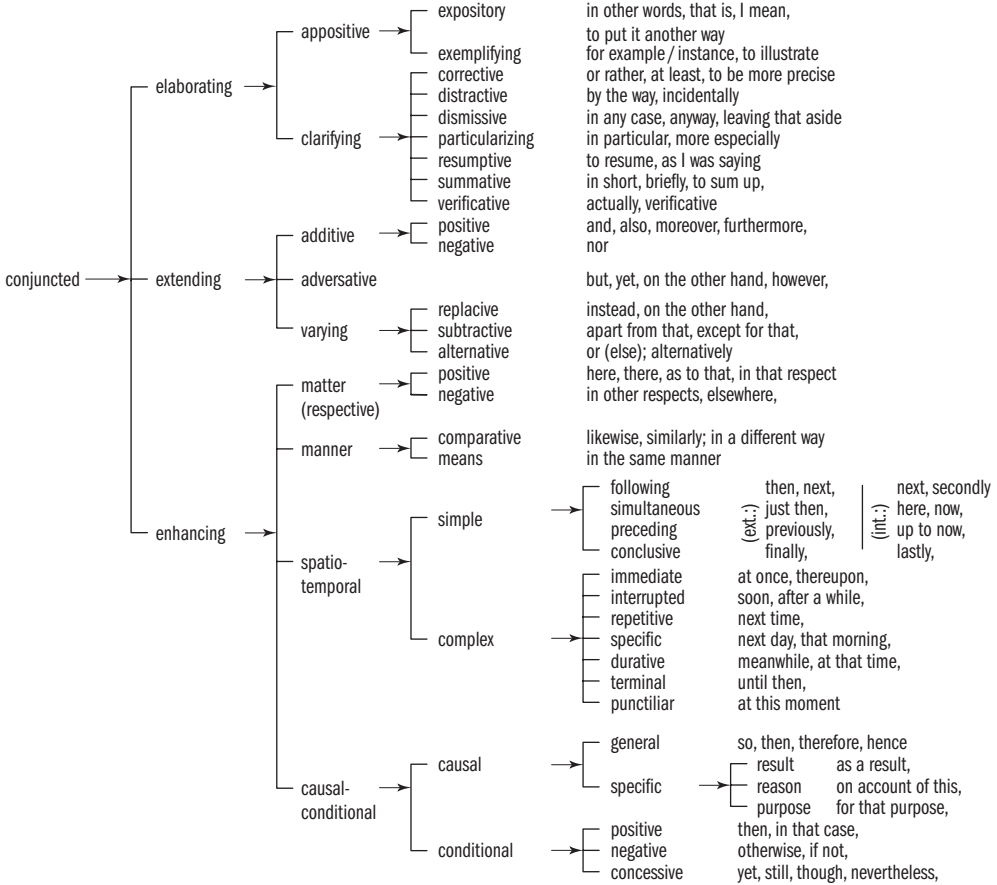 expository in other words, that is, I mean,
appositive to put it another way
exemplifying for example / instance, to illustrate
corrective or rather, at least, to be more precise
elaborating distractive by the way, incidentally
dismissive in any case, anyway, leaving that aside
clarifying particularizing in particular, more especially
resumptive to resume, as I was saying
summative in short, briefly, to sum up,
verificative actually, verificative
additive positive and, also, moreover, furthermore,
negative nor
conjuncted extending adversative but, yet, on the other hand, however,
replacive instead, on the other hand,
varying subtractive apart from that, except for that,
alternative or (else); alternatively
matter positive here, there, as to that, in that respect
(respective) negative in other respects, elsewhere,
manner comparative likewise, similarly; in a different way
means in the same manner
following then, next, next, secondly
simple simultaneous (ext.:) just then, (int.:) here, now,
enhancing preceding previously, up to now,
conclusive finally, lastly,
spatio-
temporal
immediate at once, thereupon,
interrupted soon, after a while,
repetitive next time,
complex specific next day, that morning,
durative meanwhile, at that time,
terminal until then,
punctiliar at this moment
general so, then, therefore, hence
causal result as a result,
causal- specific reason on account of this,
conditional purpose for that purpose,
positive then, in that case,
conditional negative otherwise, if not,
concessive yet, still, though, nevertheless,